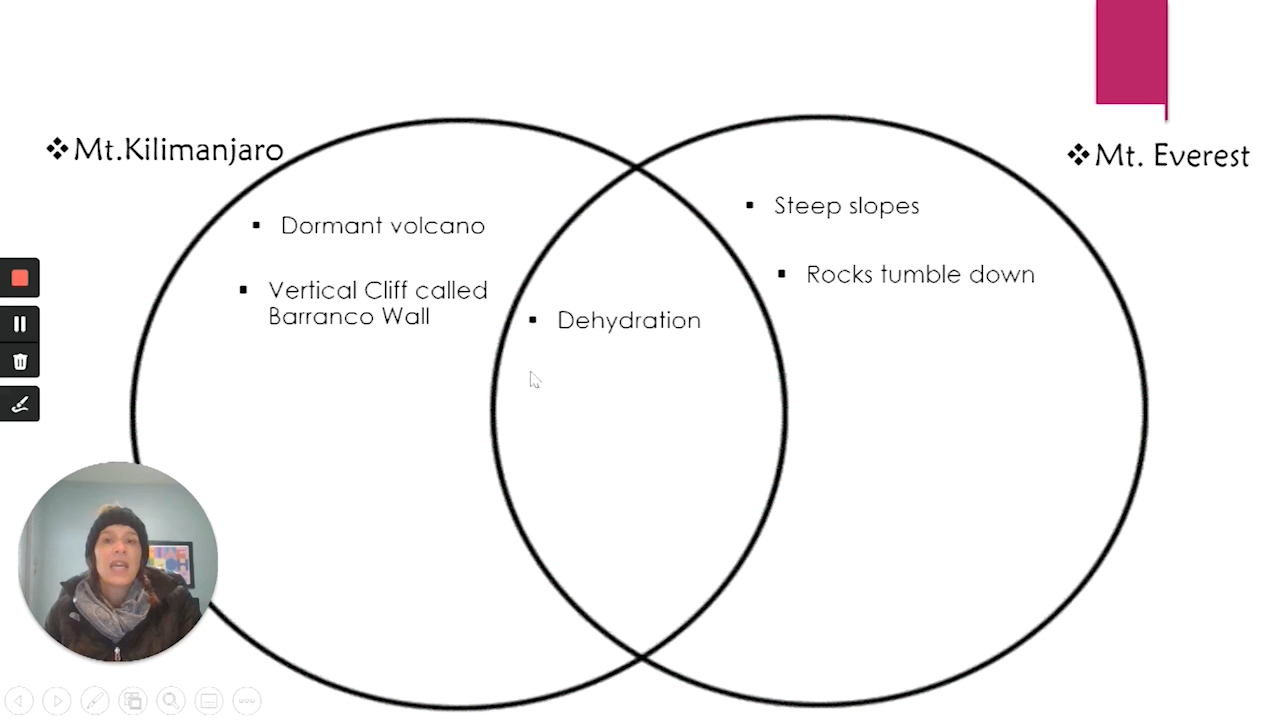 Mt.Kilimanjaro
Mt. Everest
Dormant volcano
Vertical Cliff called
Barranco Wall
Dehydration
Steep slopes
Rocks tumble down